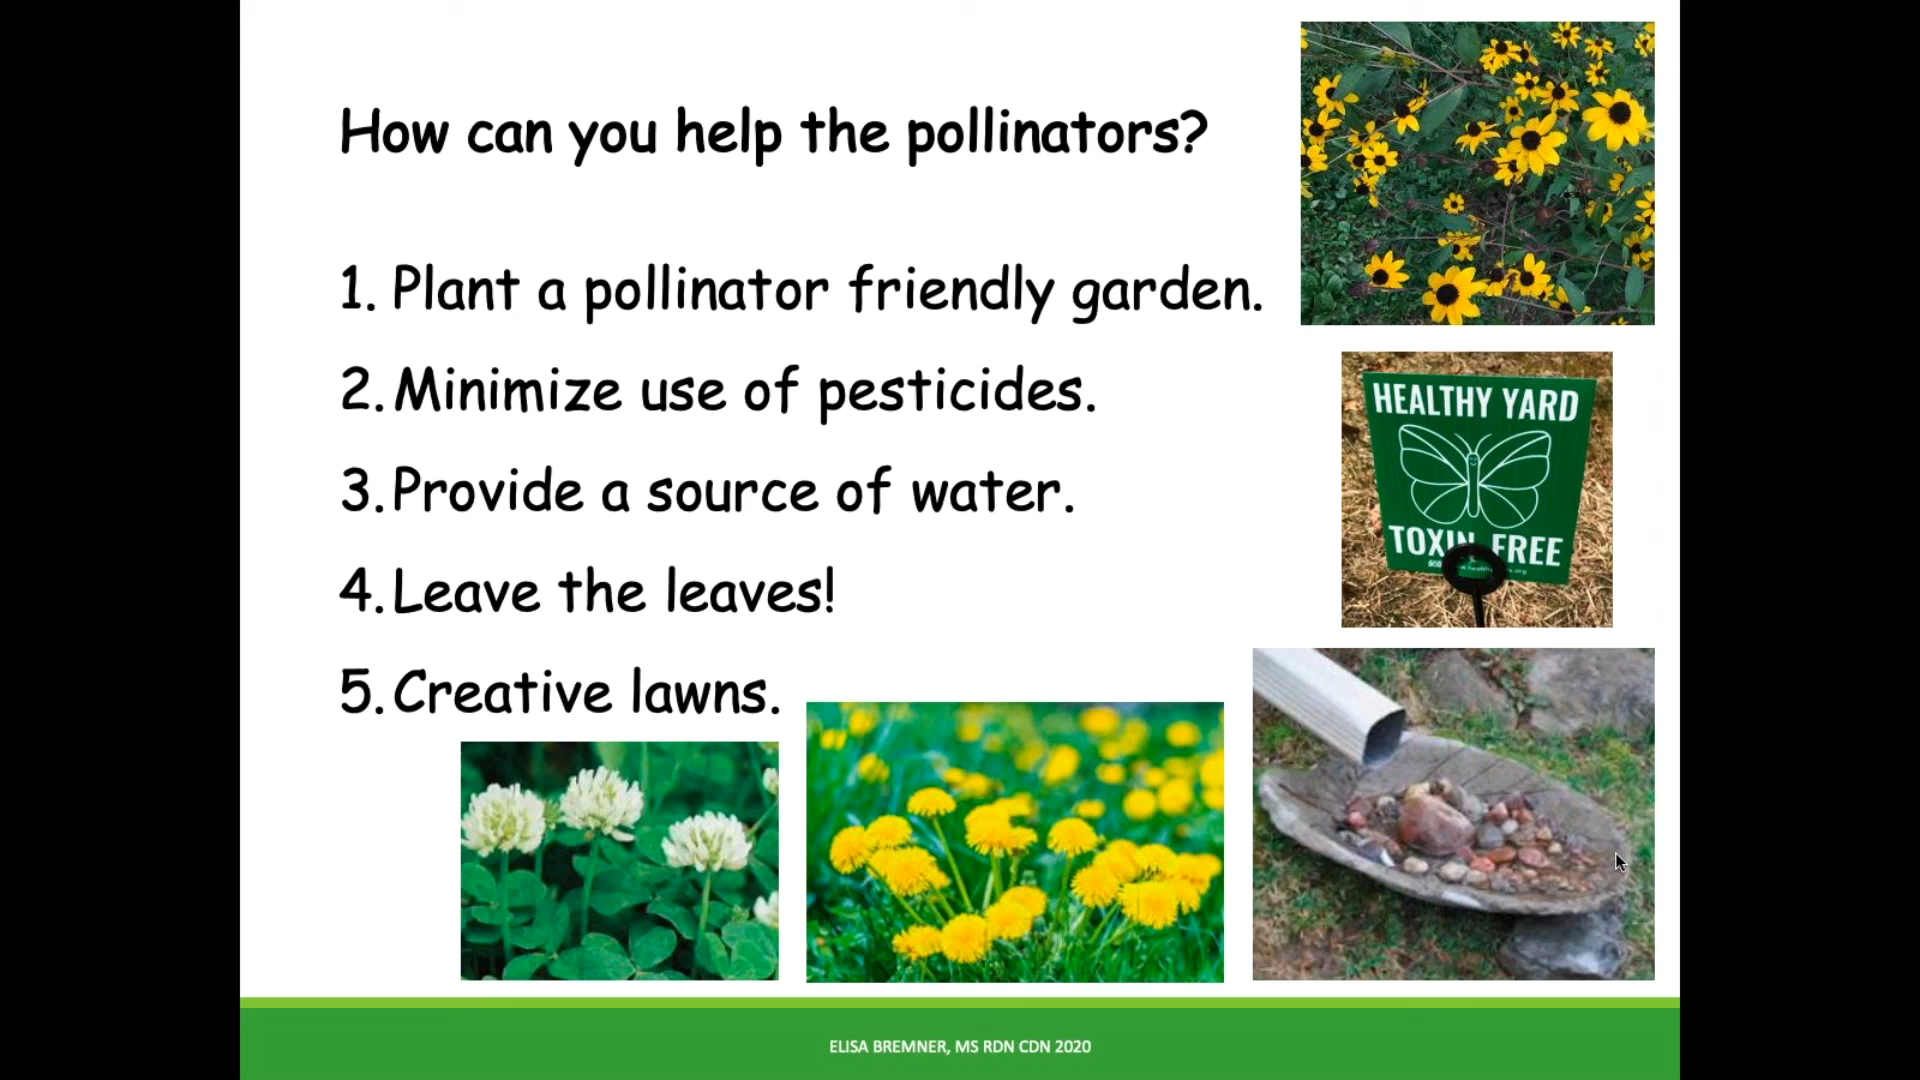 How can you help the pollinators?
1. Plant a pollinator friendly garden.
2. Minimize use of pesticides.
3. Provide a source of water.
4. Leave the leaves!
5. Creative lawns.
HEALTHY YARD
TOXIN FREE
ELISA BREMNER, MS RDN CDN 2020